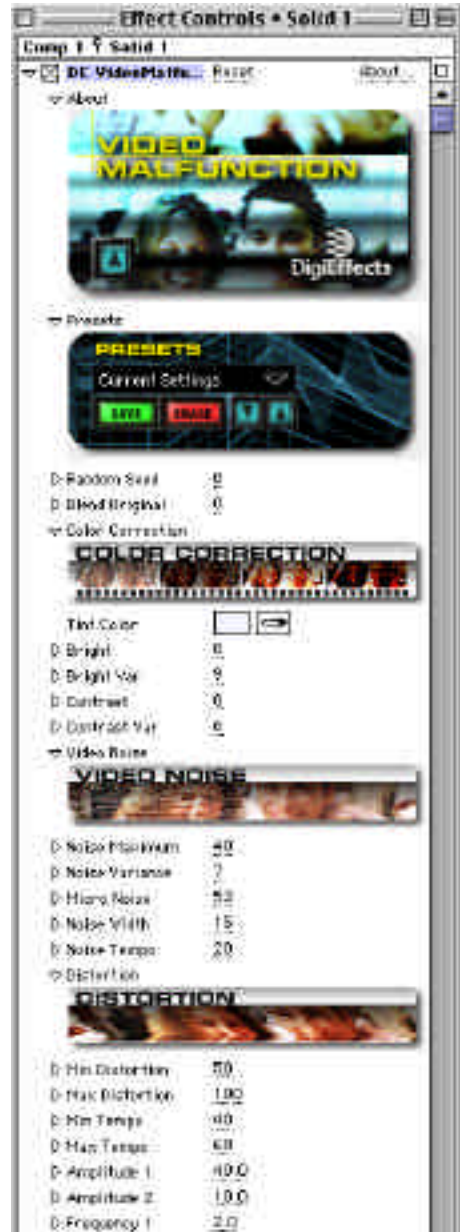 Effect Controls • Solid 1
Comp 1 Solid 1
DC VideoMalfu... Reset About...
About
VIDEO
MALFUNCTION
DigiEffects
Presets
PRESETS
Current Settings
SAVE ERASE
Random Seed 0
Blend Original 0
Color Correction
COLOR CORRECTION
Tint Color
Bright 0
Bright Var 9
Contrast 0
Contrast Var
Video Noise
VIDEO NOISE
Noise Maximum 40
Noise Variance 7
Micro Noise
Noise Width 15
Noise Tempo 20
Distortion
DISTORTION
Min Distortion 50
Max Distortion 100
Min Tempo 40
Max Tempo 60
Amplitude 1 40.0
Amplitude 2 10.0
Frequency 1 2.0